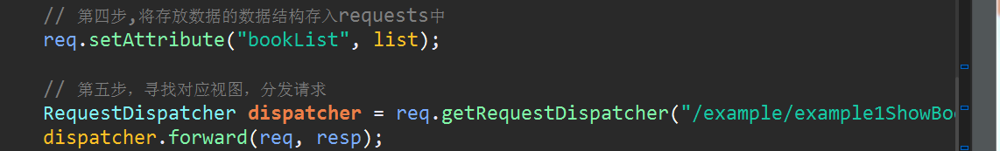 // 第四步,将存放数据的数据结构存入requests中
req.setAttribute("bookList", list);
// 第五步，寻找对应视图，分发请求
RequestDispatcher dispatcher = req.getRequestDispatcher("/example/example1ShowBo
dispatcher.forward(req, resp);